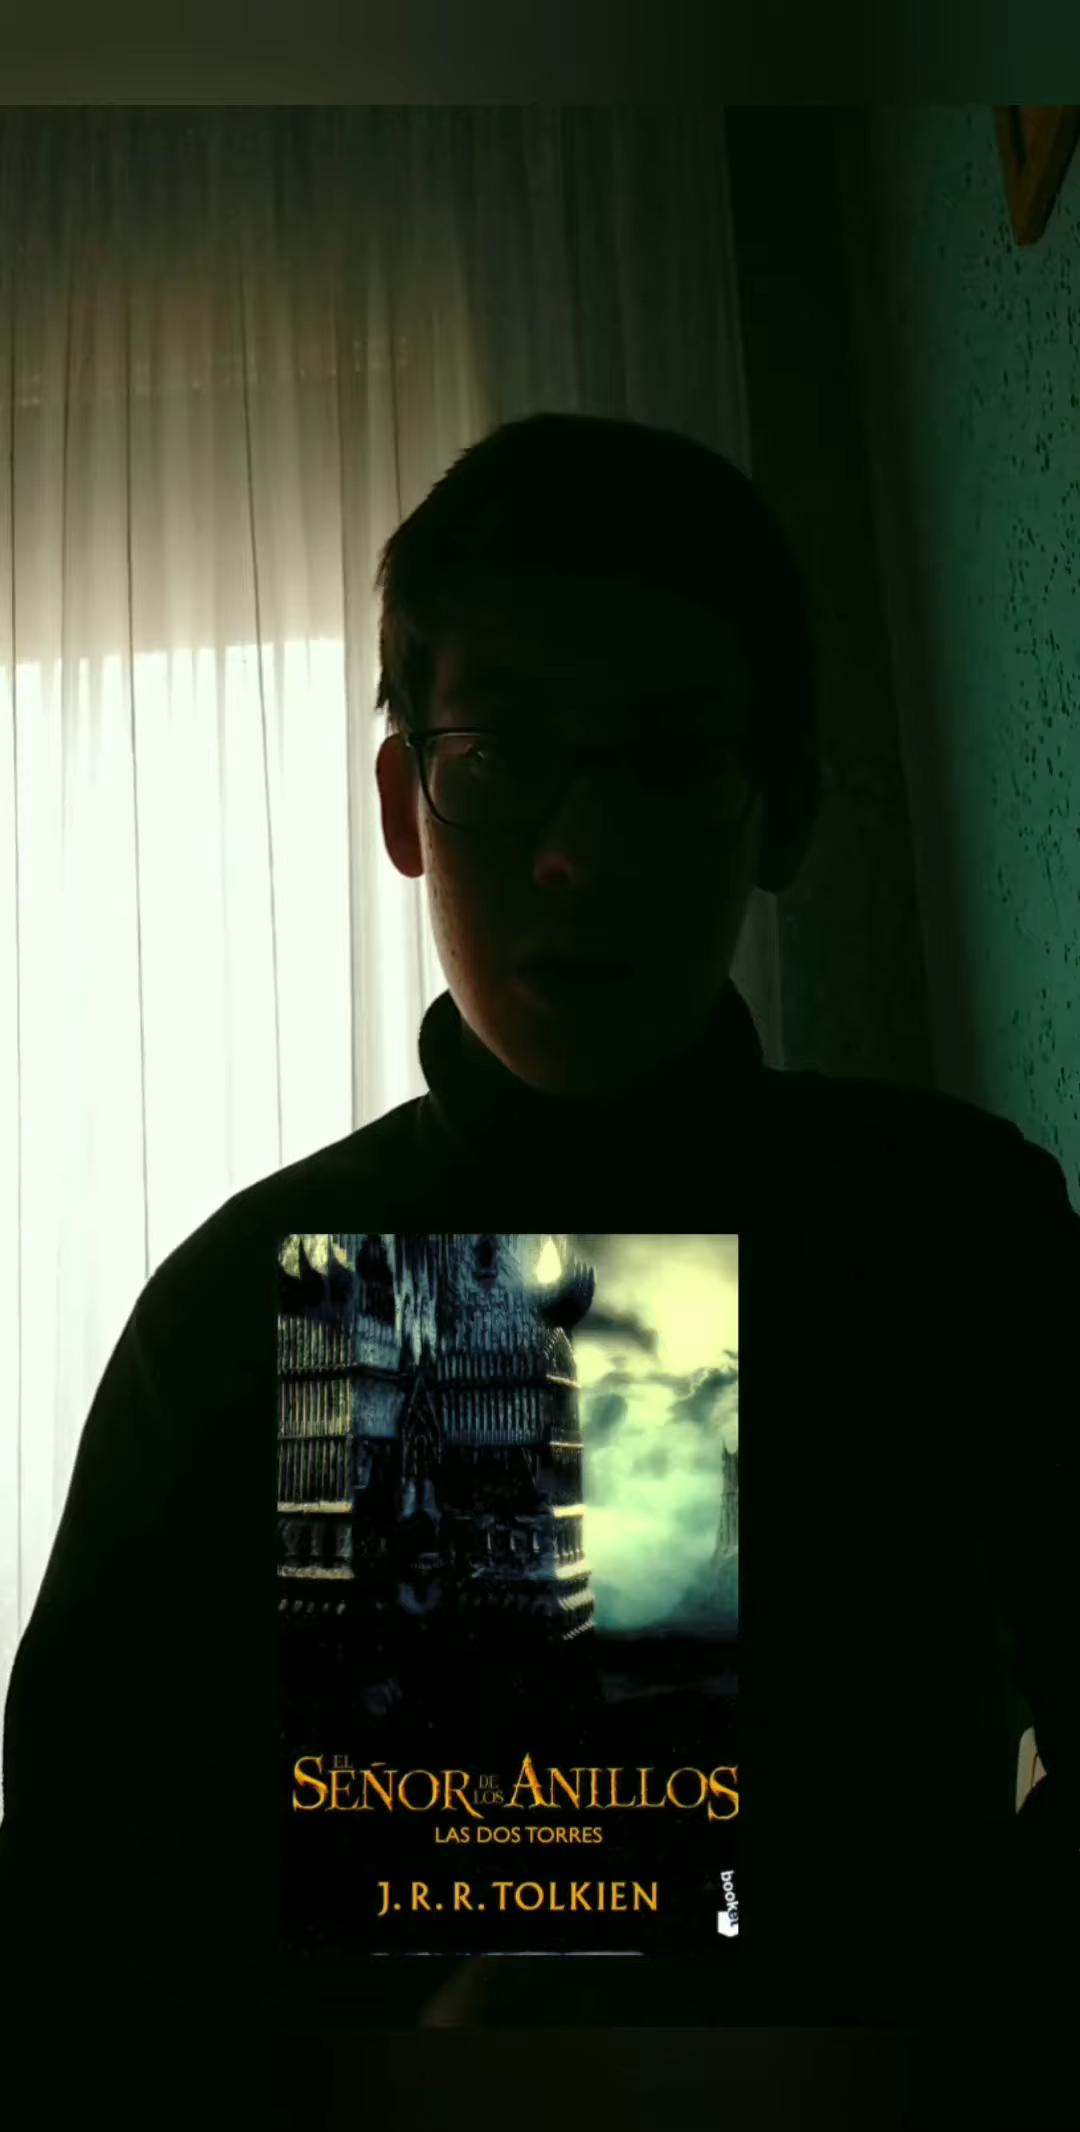 EL
SEÑOR DE LOS ANILLOS
LAS DOS TORRES
J.R.R. TOLKIEN
booket